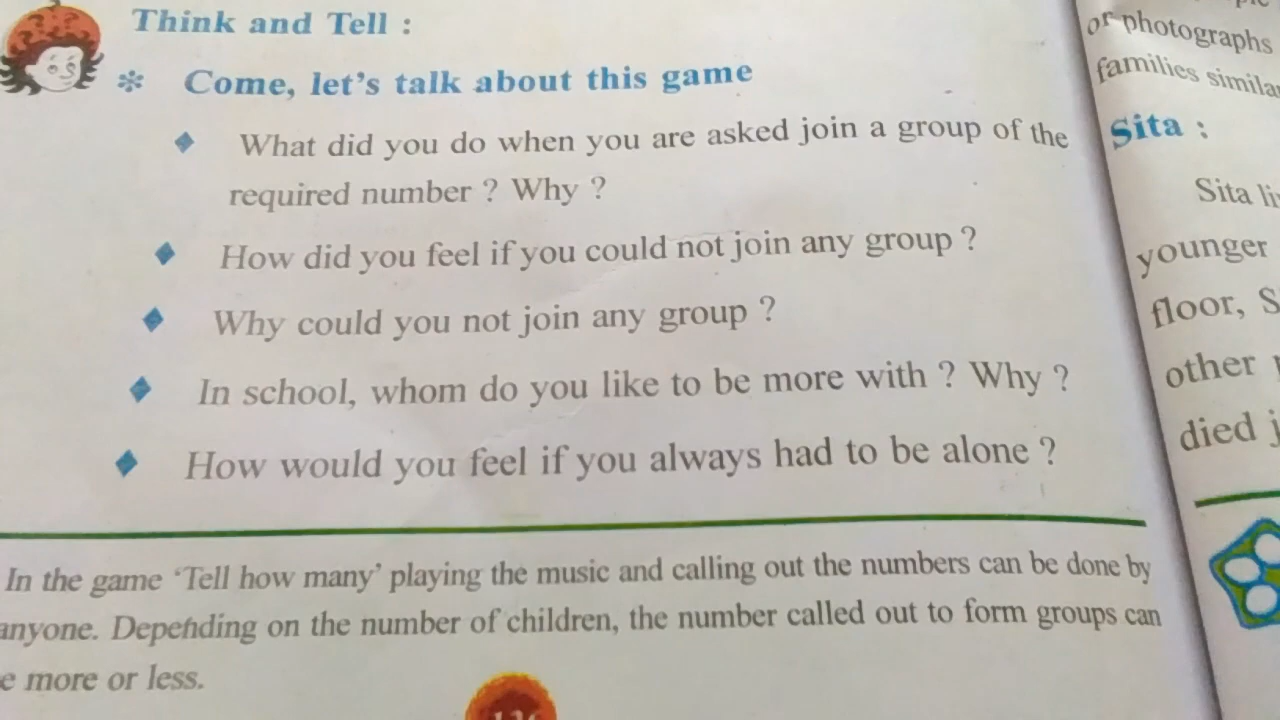 Think and Tell :
* Come, let's talk about this game
What did you do when you are asked join a group of the
required number ? Why ?
How did you feel if you could not join any group ?
Why could you not join any group ?
In school, whom do you like to be more with ? Why ?
How would you feel if you always had to be alone ?
In the game 'Tell how many' playing the music and calling out the numbers can be done by
anyone. Depending on the number of children, the number called out to form groups can
e more or less.
or photographs
families
Sita :
Sita
younger
floor, S
other
died